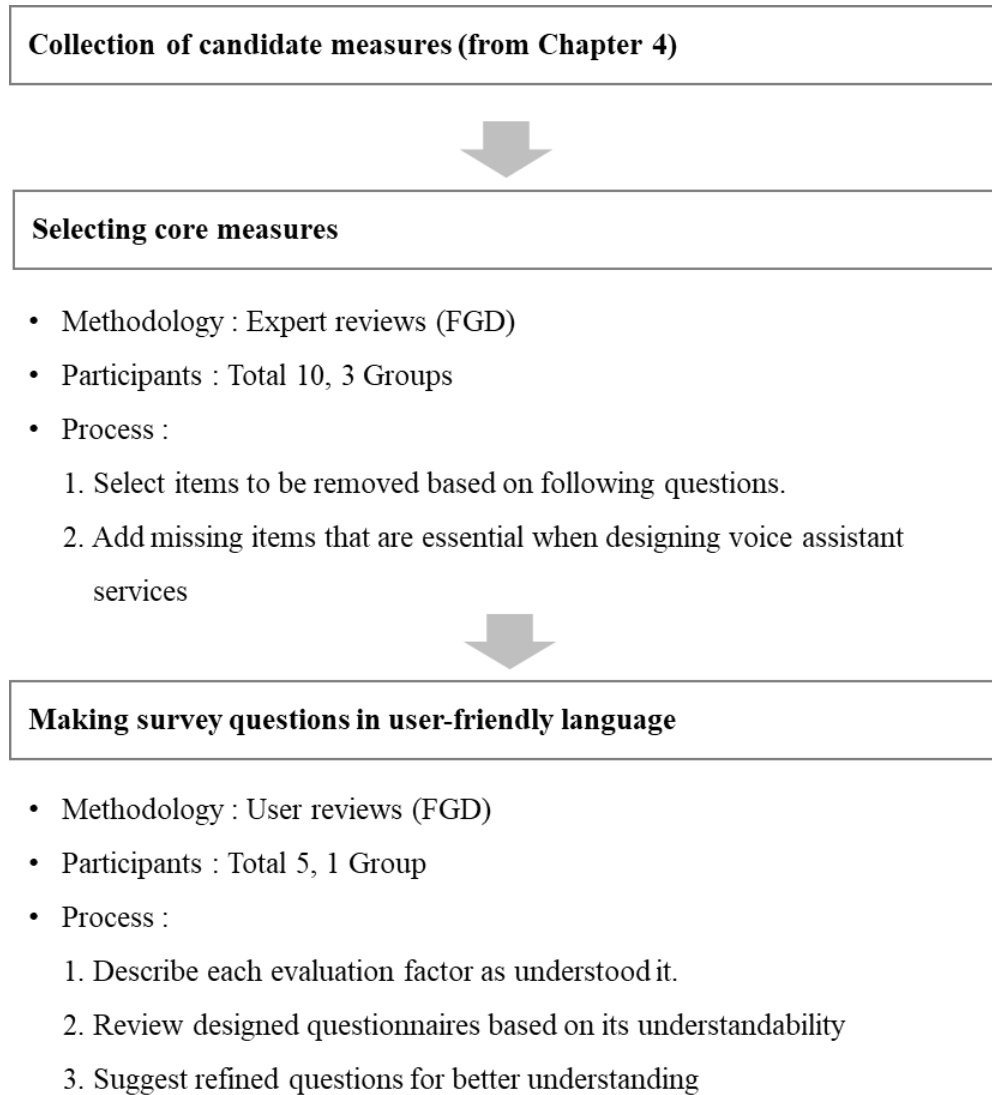 Collection of candidate measures (from Chapter 4)
Selecting core measures
• Methodology : Expert reviews (FGD)
• Participants : Total 10, 3 Groups
• Process :
1. Select items to be removed based on following questions.
2. Add missing items that are essential when designing voice assistant
services
Making survey questions in user-friendly language
• Methodology : User reviews (FGD)
• Participants : Total 5, 1 Group
• Process :
1. Describe each evaluation factor as understood it.
2. Review designed questionnaires based on its understandability
3. Suggest refined questions for better understanding